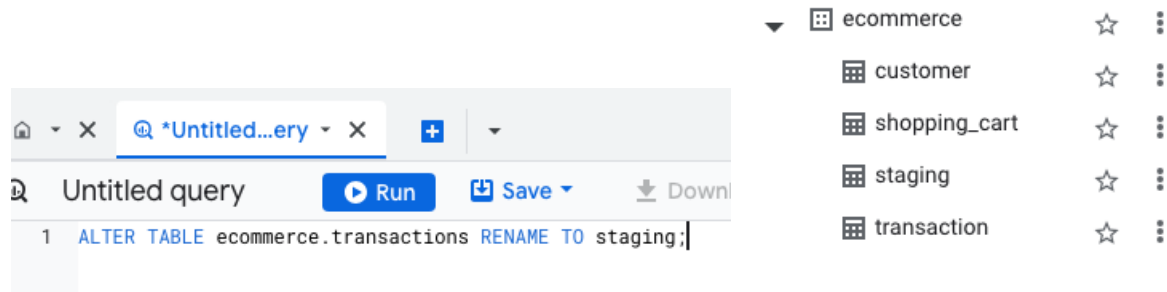 *Untitled...ery
Untitled query
Run
Save
Downl
1 ALTER TABLE ecommerce.transactions RENAME TO staging;
ecommerce
customer
shopping_cart
staging
transaction